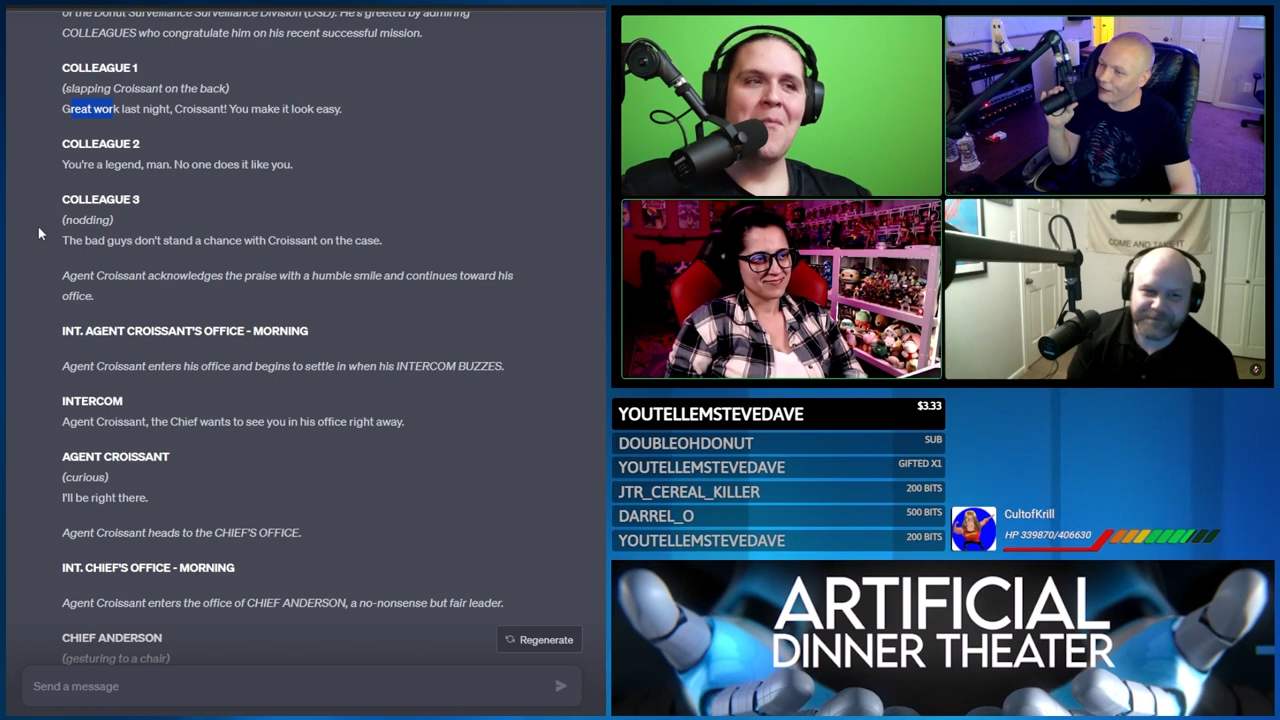 of the Donut Surveillance Surveillance Division (DSD). He's greeted by admiring
COLLEAGUES who congratulate him on his recent successful mission.
COLLEAGUE 1
(slapping Croissant on the back)
Great work last night, Croissant! You make it look easy.
COLLEAGUE 2
You're a legend, man. No one does it like you.
COLLEAGUE 3
(nodding)
The bad guys don't stand a chance with Croissant on the case.
Agent Croissant acknowledges the praise with a humble smile and continues toward his
office.
INT. AGENT CROISSANT'S OFFICE - MORNING
Agent Croissant enters his office and begins to settle in when his INTERCOM BUZZES.
INTERCOM
Agent Croissant, the Chief wants to see you in his office right away.
AGENT CROISSANT
(curious)
I'll be right there.
Agent Croissant heads to the CHIEF'S OFFICE.
INT. CHIEF'S OFFICE - MORNING
Agent Croissant enters the office of CHIEF ANDERSON, a no-nonsense but fair leader.
CHIEF ANDERSON
(gesturing to a chair)
Regenerate
Send a message
COME AND TAKE IT
YOUTELLEMSTEVEDAVE $3.33
DOUBLEOHDONUT SUB
YOUTELLEMSTEVEDAVE GIFTED X1
JTR_CEREAL_KILLER 200 BITS
DARREL_O 500 BITS
YOUTELLEMSTEVEDAVE 200 BITS
CultofKrill
HP 339870/406630
ARTIFICIAL
DINNER THEATER